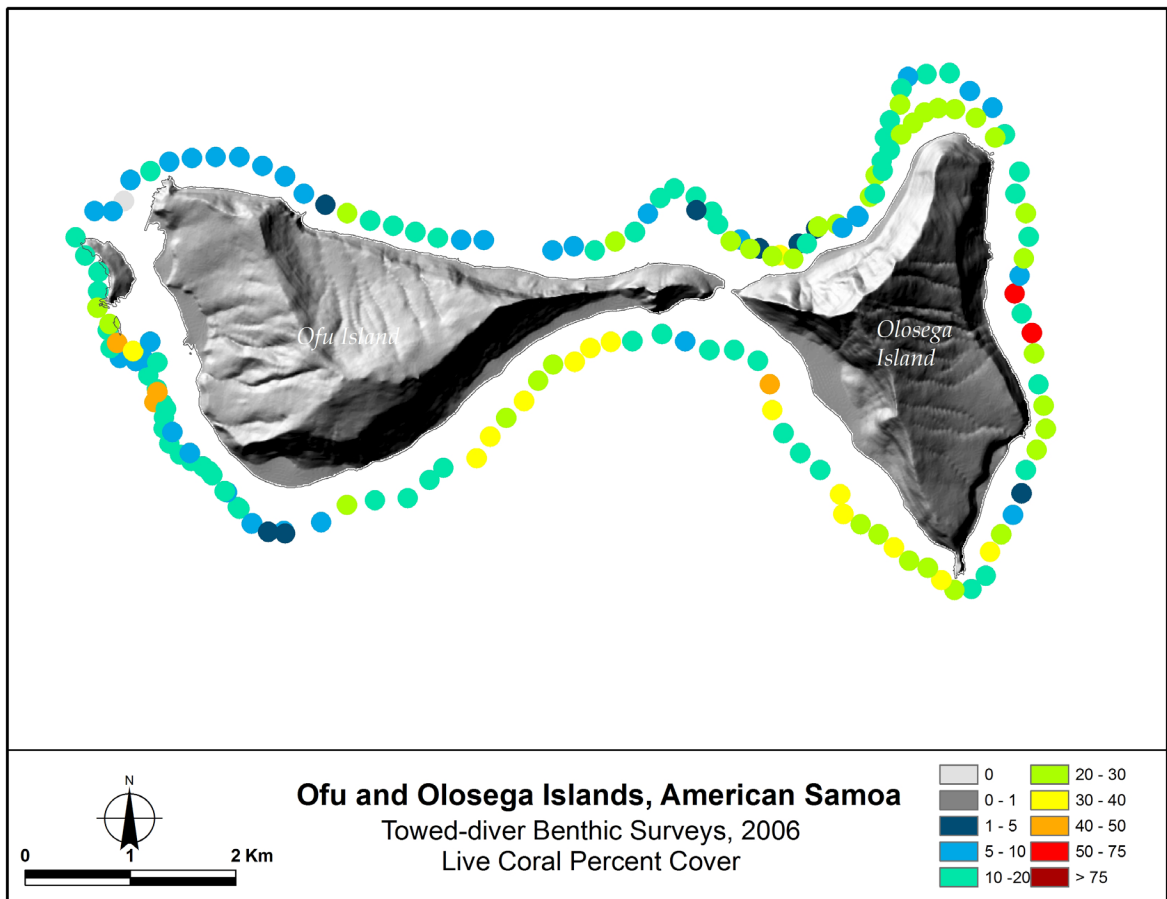 Ofu Island
Olosega
Island
N
0 1 2 Km
Ofu and Olosega Islands, American Samoa
Towed-diver Benthic Surveys, 2006
Live Coral Percent Cover
0
0 - 1
1 - 5
5 - 10
10 -20
20 - 30
30 - 40
40 - 50
50 - 75
> 75